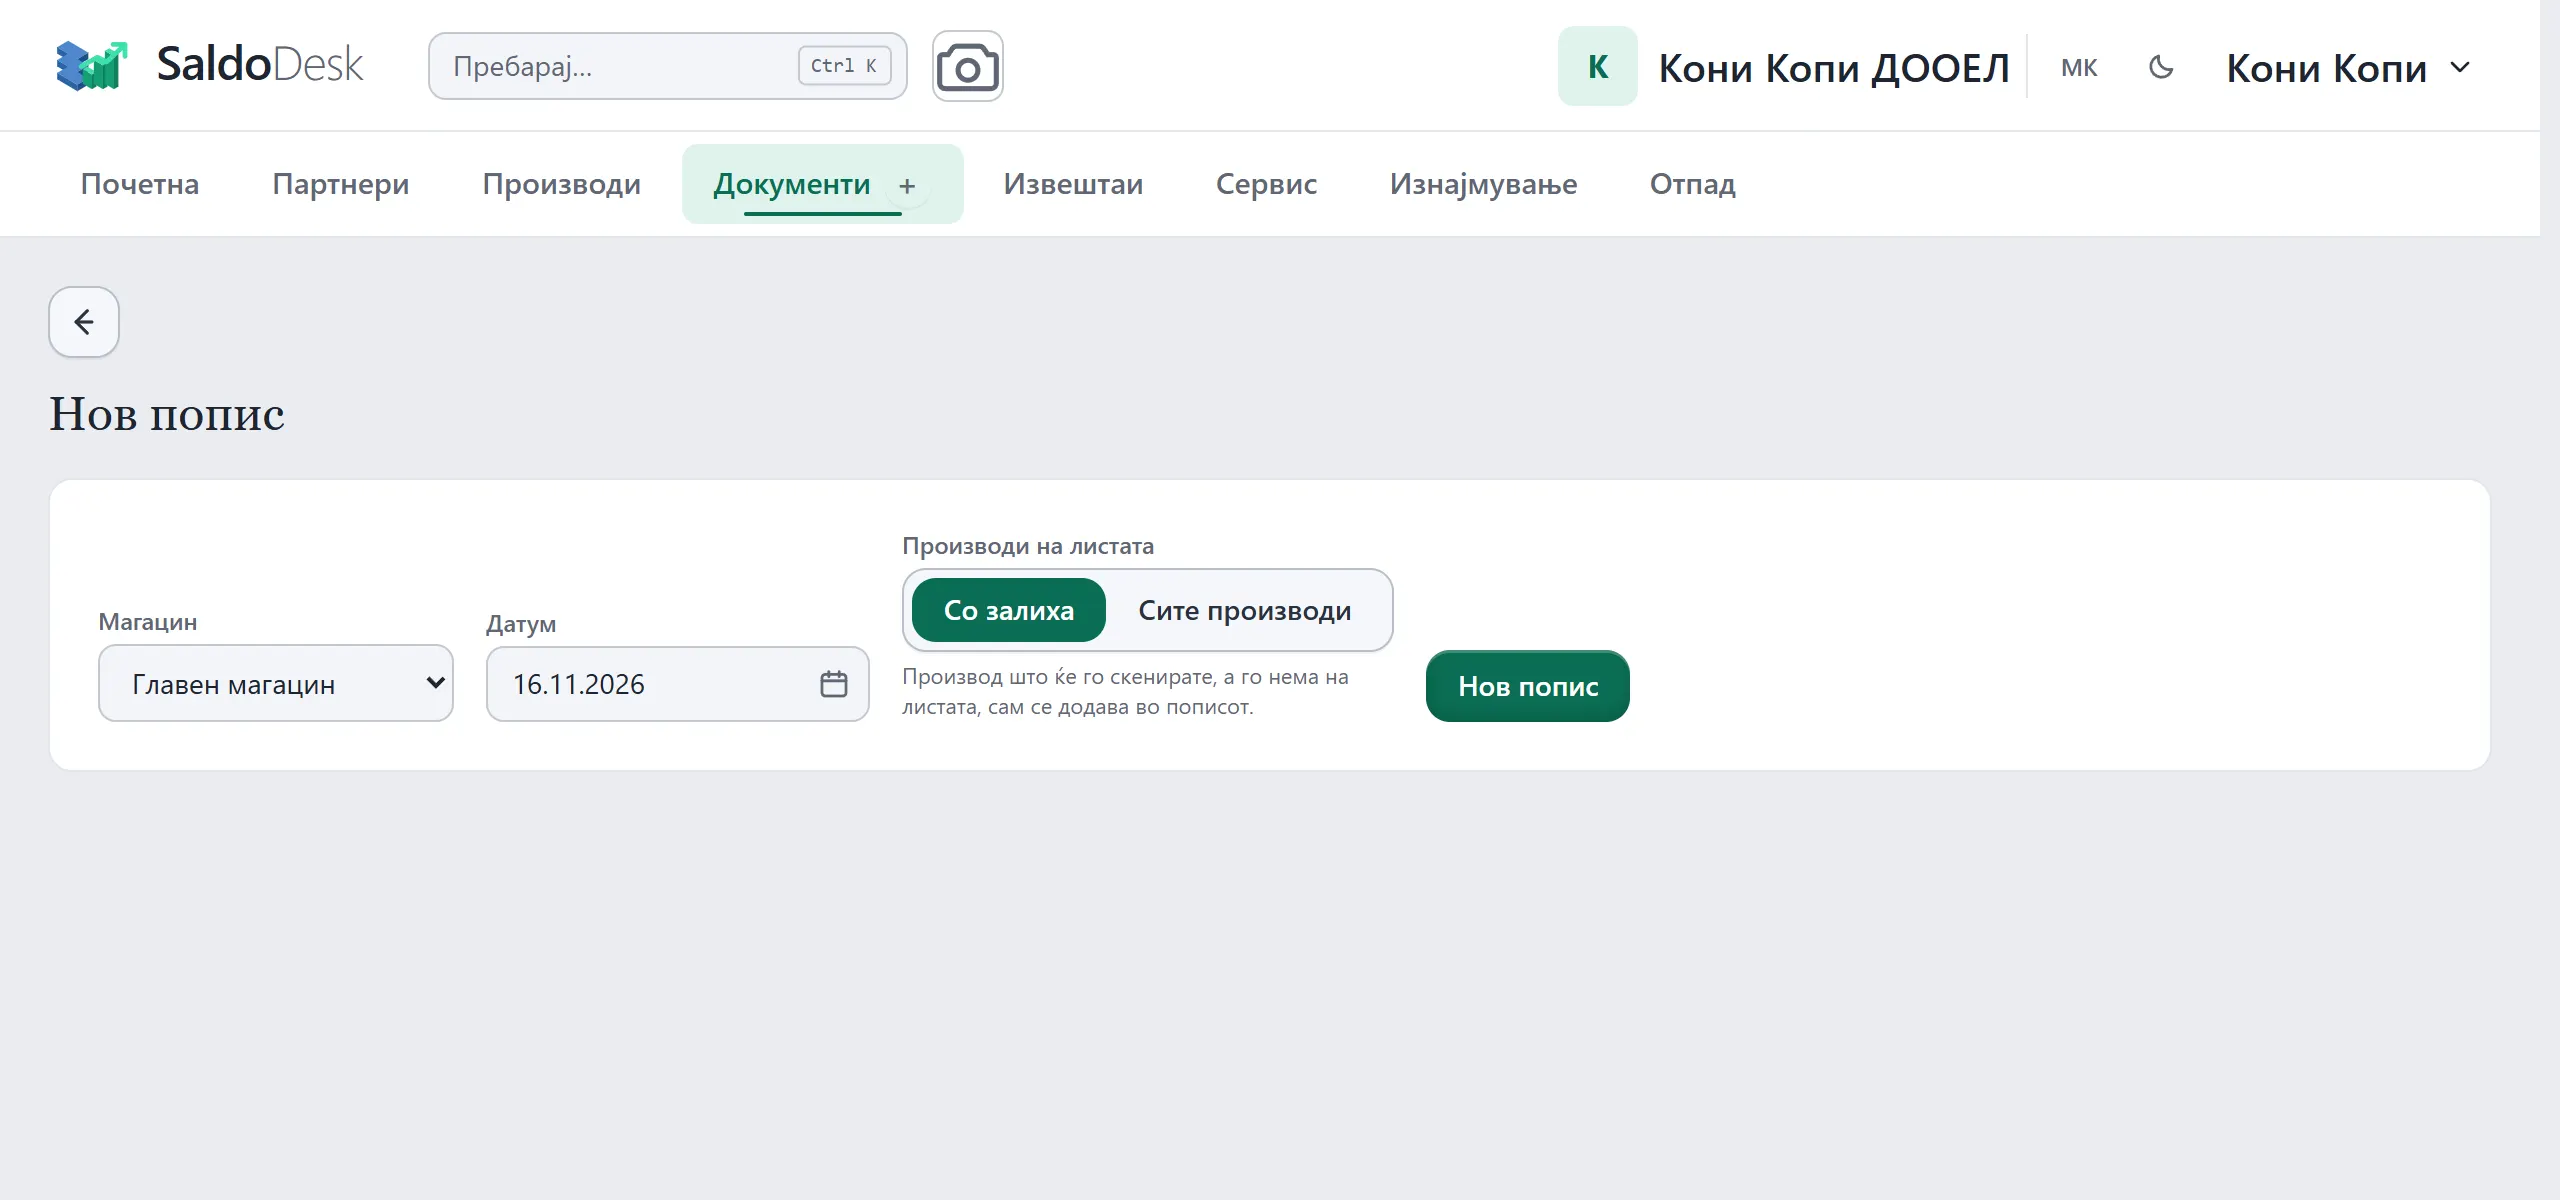 SaldoDesk
Пребарај...
Ctrl K
К
Кони Копи ДООЕЛ
МК
Кони Копи
Почетна
Партнери
Производи
Документи +
Извештаи
Сервис
Изнајмување
Отпад
Нов попис
Магацин
Главен магацин
Датум
16.11.2026
Производи на листата
Со залиха
Сите производи
Производ што ќе го скенирате, а го нема на
листата, сам се додава во пописот.
Нов попис